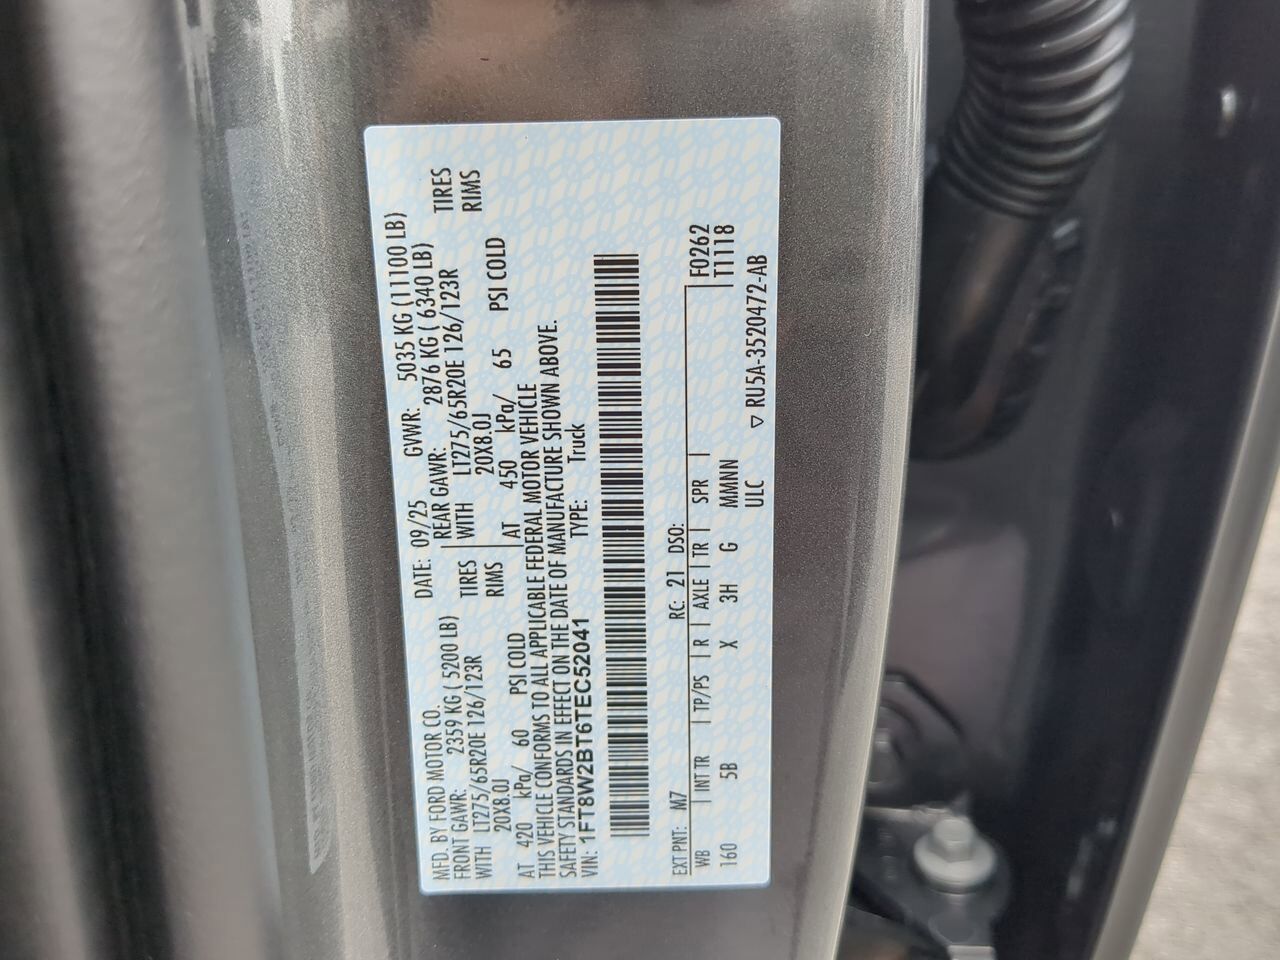 MFD. BY FORD MOTOR CO. DATE: 09/25 GVWR: 5035 KG (11100 LB)
FRONT GAWR: 2359 KG ( 5200 LB) REAR GAWR: 2876 KG ( 6340 LB)
WITH LT275/65R20E 126/123R TIRES WITH LT275/65R20E 126/123R TIRES
20X8.0J RIMS 20X8.0J RIMS
AT 420 kPa/ 60 PSI COLD AT 450 kPa/ 65 PSI COLD
THIS VEHICLE CONFORMS TO ALL APPLICABLE FEDERAL MOTOR VEHICLE
SAFETY STANDARDS IN EFFECT ON THE DATE OF MANUFACTURE SHOWN ABOVE.
VIN: 1FT8W2BT6TEC52041 TYPE: Truck
EXT PNT: M7 RC: 21 DSO:
WB | INT TR | TP/PS | R | AXLE | TR | SPR | F0262
160 5B X 3H G MMNN T1118
ULC ▽ RU5A-3520472-AB